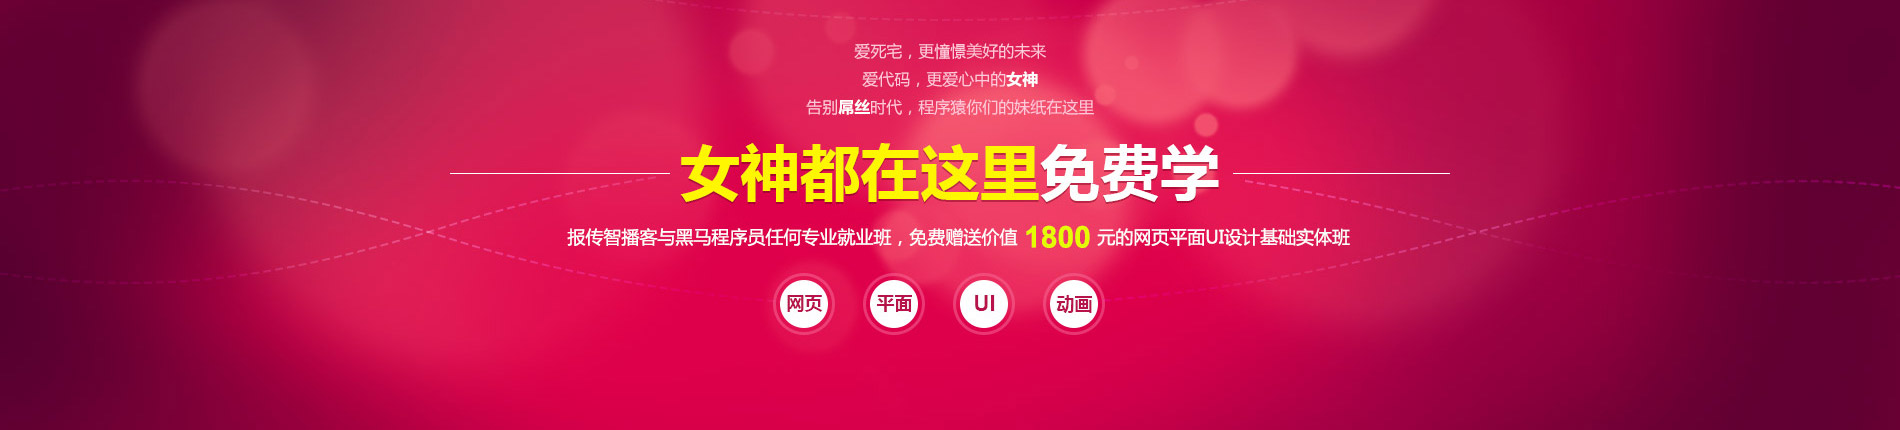 爱死宅，更憧憬美好的未来
爱代码，更爱心中的女神
告别屌丝时代，程序猿你们的妹纸在这里
女神都在这里免费学
报传智播客与黑马程序员任何专业就业班，免费赠送价值 1800 元的网页平面UI设计基础实体班
网页 平面 UI 动画